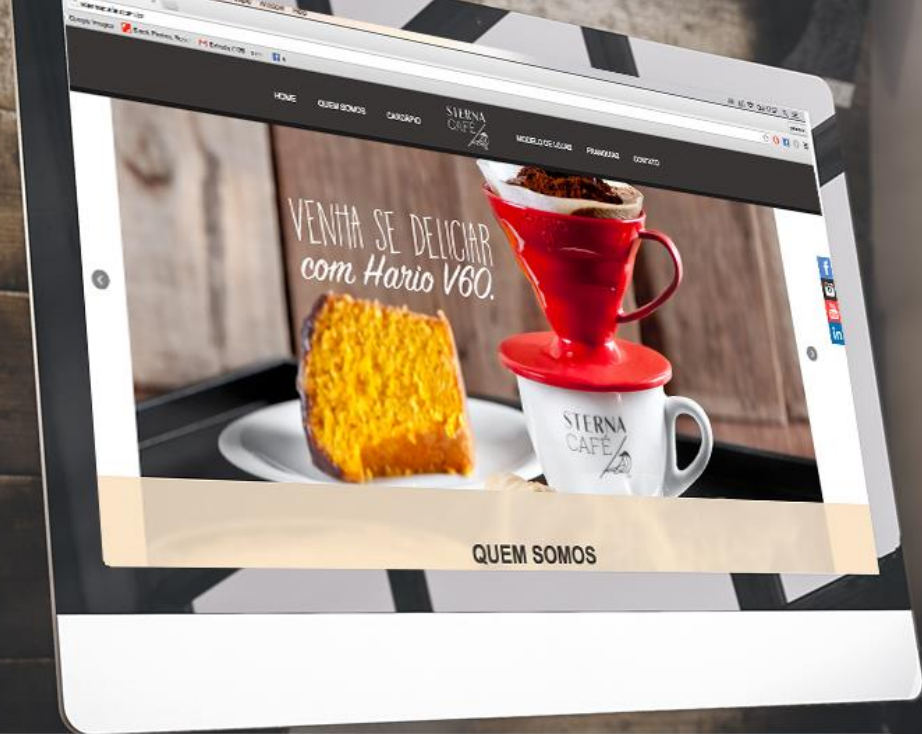 HOME
QUEM SOMOS
CARDÁPIO
STERNA
CAFÉ
MODELO DE LOJAS
FRANQUIAS
CONTATO
VENHA SE DELICIAR
com Hario V60.
STERNA
CAFÉ
f
in
QUEM SOMOS